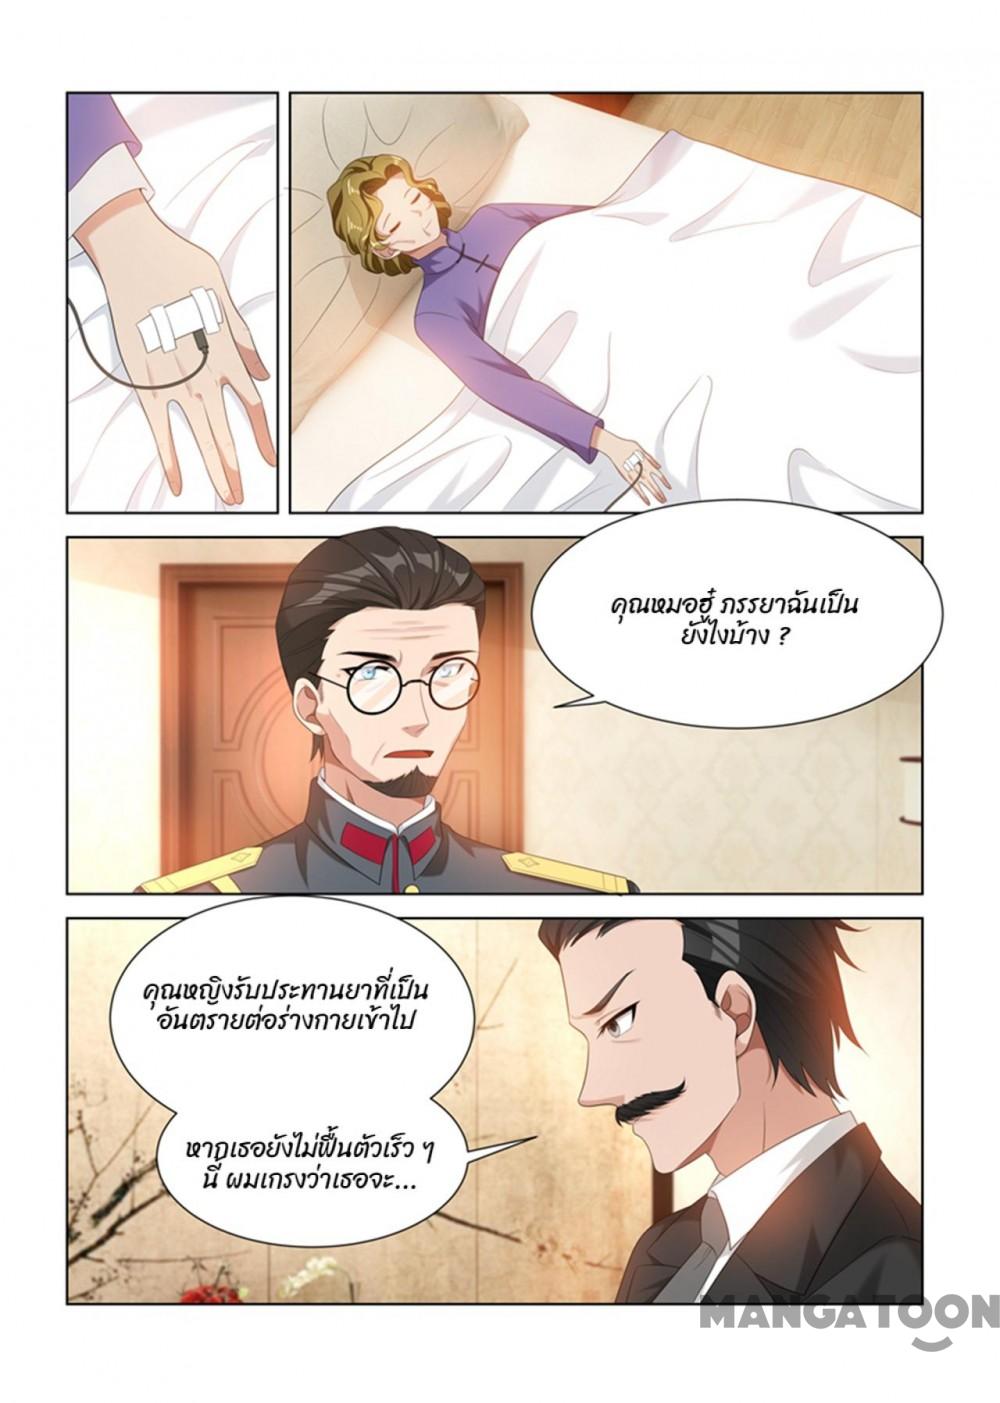 คุณหมอฮู๋ ภรรยาฉันเป็น
ยังไงบ้าง ?
คุณหญิงรับประทานยาที่เป็น
อันตรายต่อร่างกายเข้าไป
หากเธอยังไม่ฟื้นตัวเร็ว ๆ
นี้ ผมเกรงว่าเธอจะ...
MANGATOON